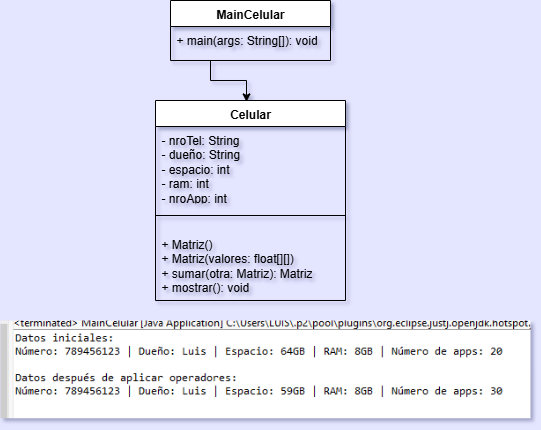 MainCelular
+ main(args: String[]): void
Celular
- nroTel: String
- dueño: String
- espacio: int
- ram: int
- nroApp: int
+ Matriz()
+ Matriz(valores: float[][])
+ sumar(otra: Matriz): Matriz
+ mostrar(): void
<terminated> MainCelular [Java Application] C:\Users\LUIS\.p2\pool\plugins\org.eclipse.justj.openjdk.hotspot.
Datos iniciales:
Número: 789456123 | Dueño: Luis | Espacio: 64GB | RAM: 8GB | Número de apps: 20
Datos después de aplicar operadores:
Número: 789456123 | Dueño: Luis | Espacio: 59GB | RAM: 8GB | Número de apps: 30